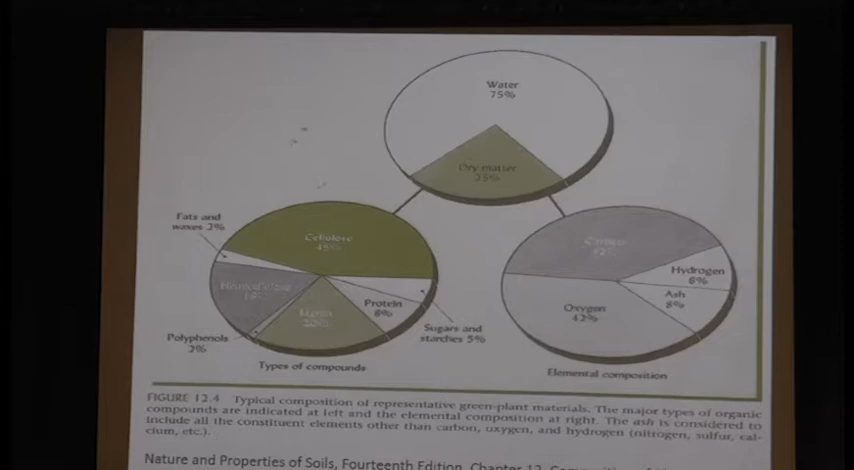 Water
75%
Dry matter
25%
Fats and
waxes 2%
Cellulose
45%
Hemicellulose
18%
Polyphenols
2%
Lignin
20%
Protein
8%
Sugars and
starches 5%
Types of compounds
Carbon
42%
Hydrogen
8%
Ash
8%
Oxygen
42%
Elemental composition
FIGURE 12.4 Typical composition of representative green-plant materials. The major types of organic
compounds are indicated at left and the elemental composition at right. The ash is considered to
include all the constituent elements other than carbon, oxygen, and hydrogen (nitrogen, sulfur, cal-
cium, etc.).
Nature and Properties of Soils, Fourteenth Edition, Chapter 12